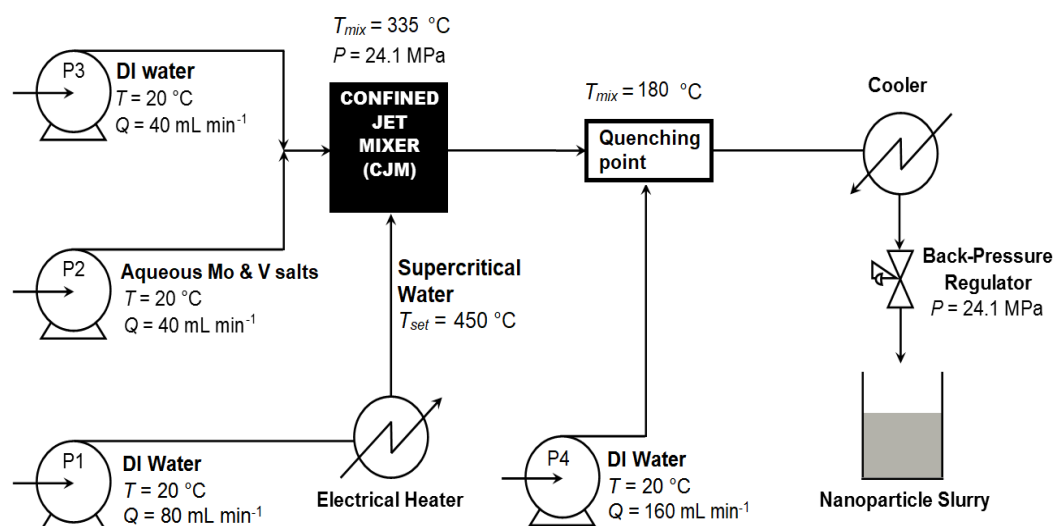 P3
DI water
T = 20 °C
Q = 40 mL min⁻¹
T_mix = 335 °C
P = 24.1 MPa
CONFINED
JET
MIXER
(CJM)
T_mix = 180 °C
Quenching
point
Cooler
P2
Aqueous Mo & V salts
T = 20 °C
Q = 40 mL min⁻¹
Supercritical
Water
T_set = 450 °C
Back-Pressure
Regulator
P = 24.1 MPa
P1
DI Water
T = 20 °C
Q = 80 mL min⁻¹
Electrical Heater
P4
DI Water
T = 20 °C
Q = 160 mL min⁻¹
Nanoparticle Slurry